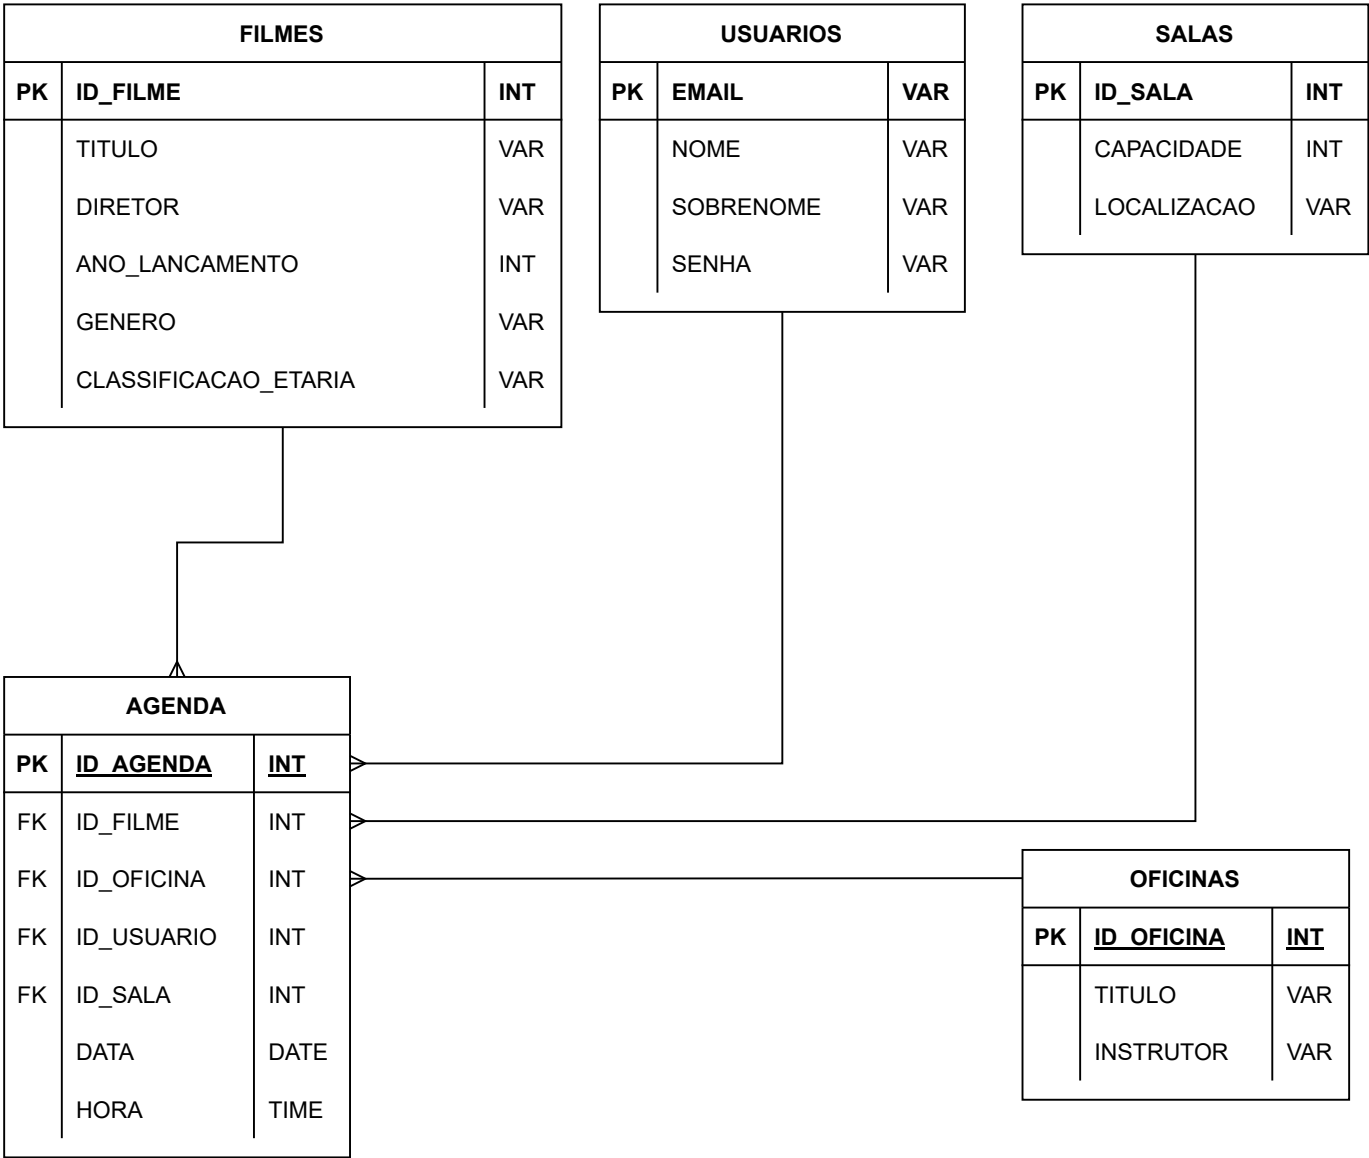 FILMES
PK ID_FILME INT
TITULO VAR
DIRETOR VAR
ANO_LANCAMENTO INT
GENERO VAR
CLASSIFICACAO_ETARIA VAR
USUARIOS
PK EMAIL VAR
NOME VAR
SOBRENOME VAR
SENHA VAR
SALAS
PK ID_SALA INT
CAPACIDADE INT
LOCALIZACAO VAR
AGENDA
PK ID_AGENDA INT
FK ID_FILME INT
FK ID_OFICINA INT
FK ID_USUARIO INT
FK ID_SALA INT
DATA DATE
HORA TIME
OFICINAS
PK ID_OFICINA INT
TITULO VAR
INSTRUTOR VAR